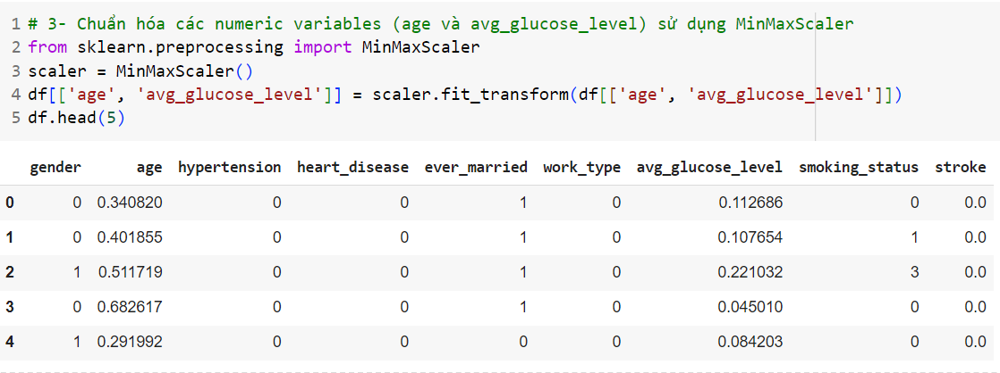 1 # 3- Chuẩn hóa các numeric variables (age và avg_glucose_level) sử dụng MinMaxScaler
2 from sklearn.preprocessing import MinMaxScaler
3 scaler = MinMaxScaler()
4 df[['age', 'avg_glucose_level']] = scaler.fit_transform(df[['age', 'avg_glucose_level']])
5 df.head(5)
gender age hypertension heart_disease ever_married work_type avg_glucose_level smoking_status stroke
0 0 0.340820 0 0 1 0 0.112686 0 0.0
1 0 0.401855 0 0 1 0 0.107654 1 0.0
2 1 0.511719 0 0 1 0 0.221032 3 0.0
3 0 0.682617 0 0 1 0 0.045010 0 0.0
4 1 0.291992 0 0 0 0 0.084203 0 0.0